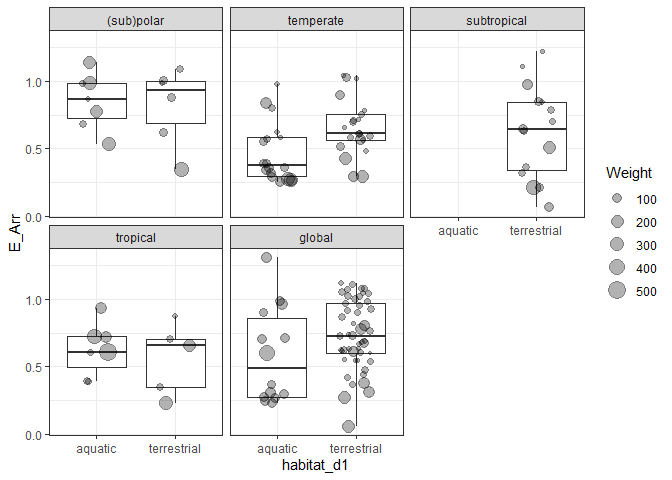 (sub)polar temperate subtropical
1.0
0.5
0.0
aquatic terrestrial
tropical global
1.0
0.5
0.0
aquatic terrestrial aquatic terrestrial
E_Arr
habitat_d1
Weight
100
200
300
400
500